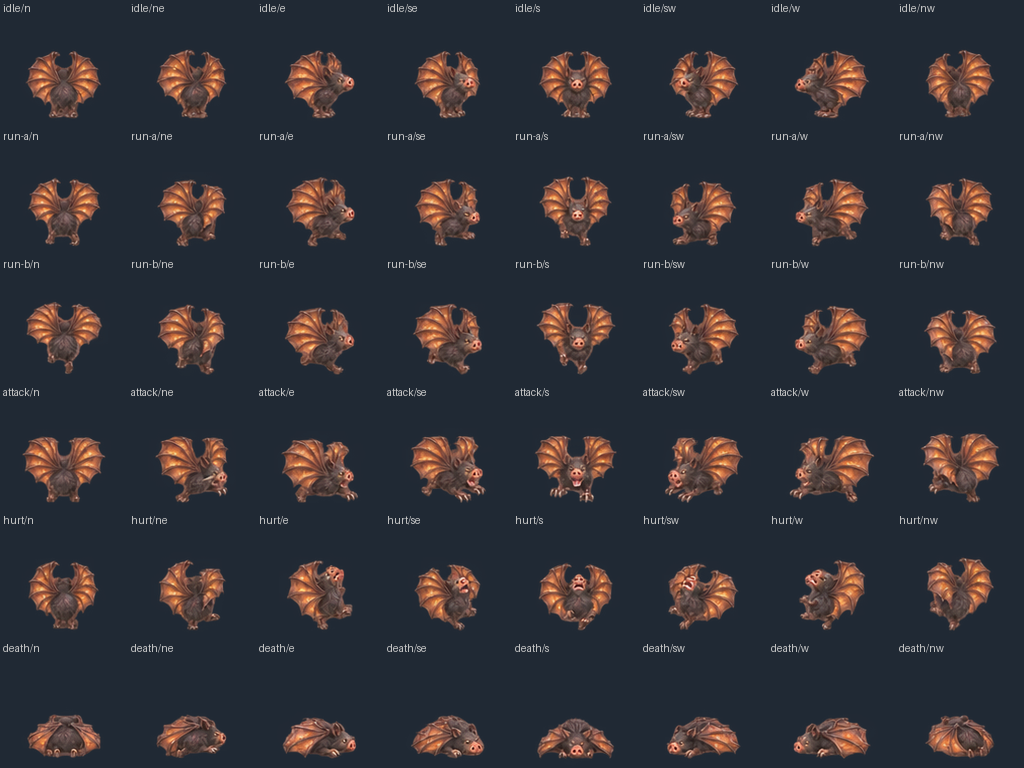 idle/n idle/ne idle/e idle/se idle/s idle/sw idle/w idle/nw
run-a/n run-a/ne run-a/e run-a/se run-a/s run-a/sw run-a/w run-a/nw
run-b/n run-b/ne run-b/e run-b/se run-b/s run-b/sw run-b/w run-b/nw
attack/n attack/ne attack/e attack/se attack/s attack/sw attack/w attack/nw
hurt/n hurt/ne hurt/e hurt/se hurt/s hurt/sw hurt/w hurt/nw
death/n death/ne death/e death/se death/s death/sw death/w death/nw